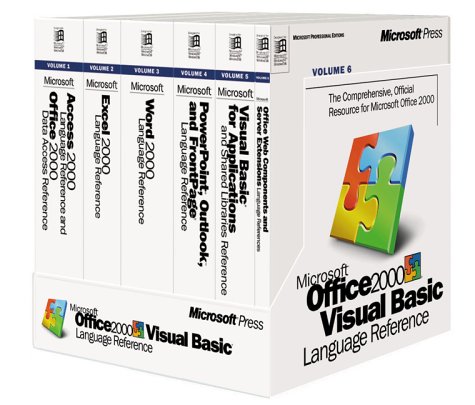 VOLUME 1
Microsoft
Access 2000
Language Reference and
Office 2000
Data Access Reference
VOLUME 2
Microsoft
Excel 2000
Language Reference
VOLUME 3
Microsoft
Word 2000
Language Reference
VOLUME 4
Microsoft
PowerPoint, Outlook,
and FrontPage
Language Reference
VOLUME 5
Microsoft
Visual Basic
for Applications
and Shared Libraries Reference
Office Web Components and
Server Extensions Language References
MICROSOFT PROFESSIONAL EDITIONS
Microsoft Press
VOLUME 6
The Comprehensive, Official
Resource for Microsoft Office 2000
Microsoft
Office2000
Visual Basic
Language Reference
Microsoft Press
Microsoft
Office2000 Visual Basic
Language Reference